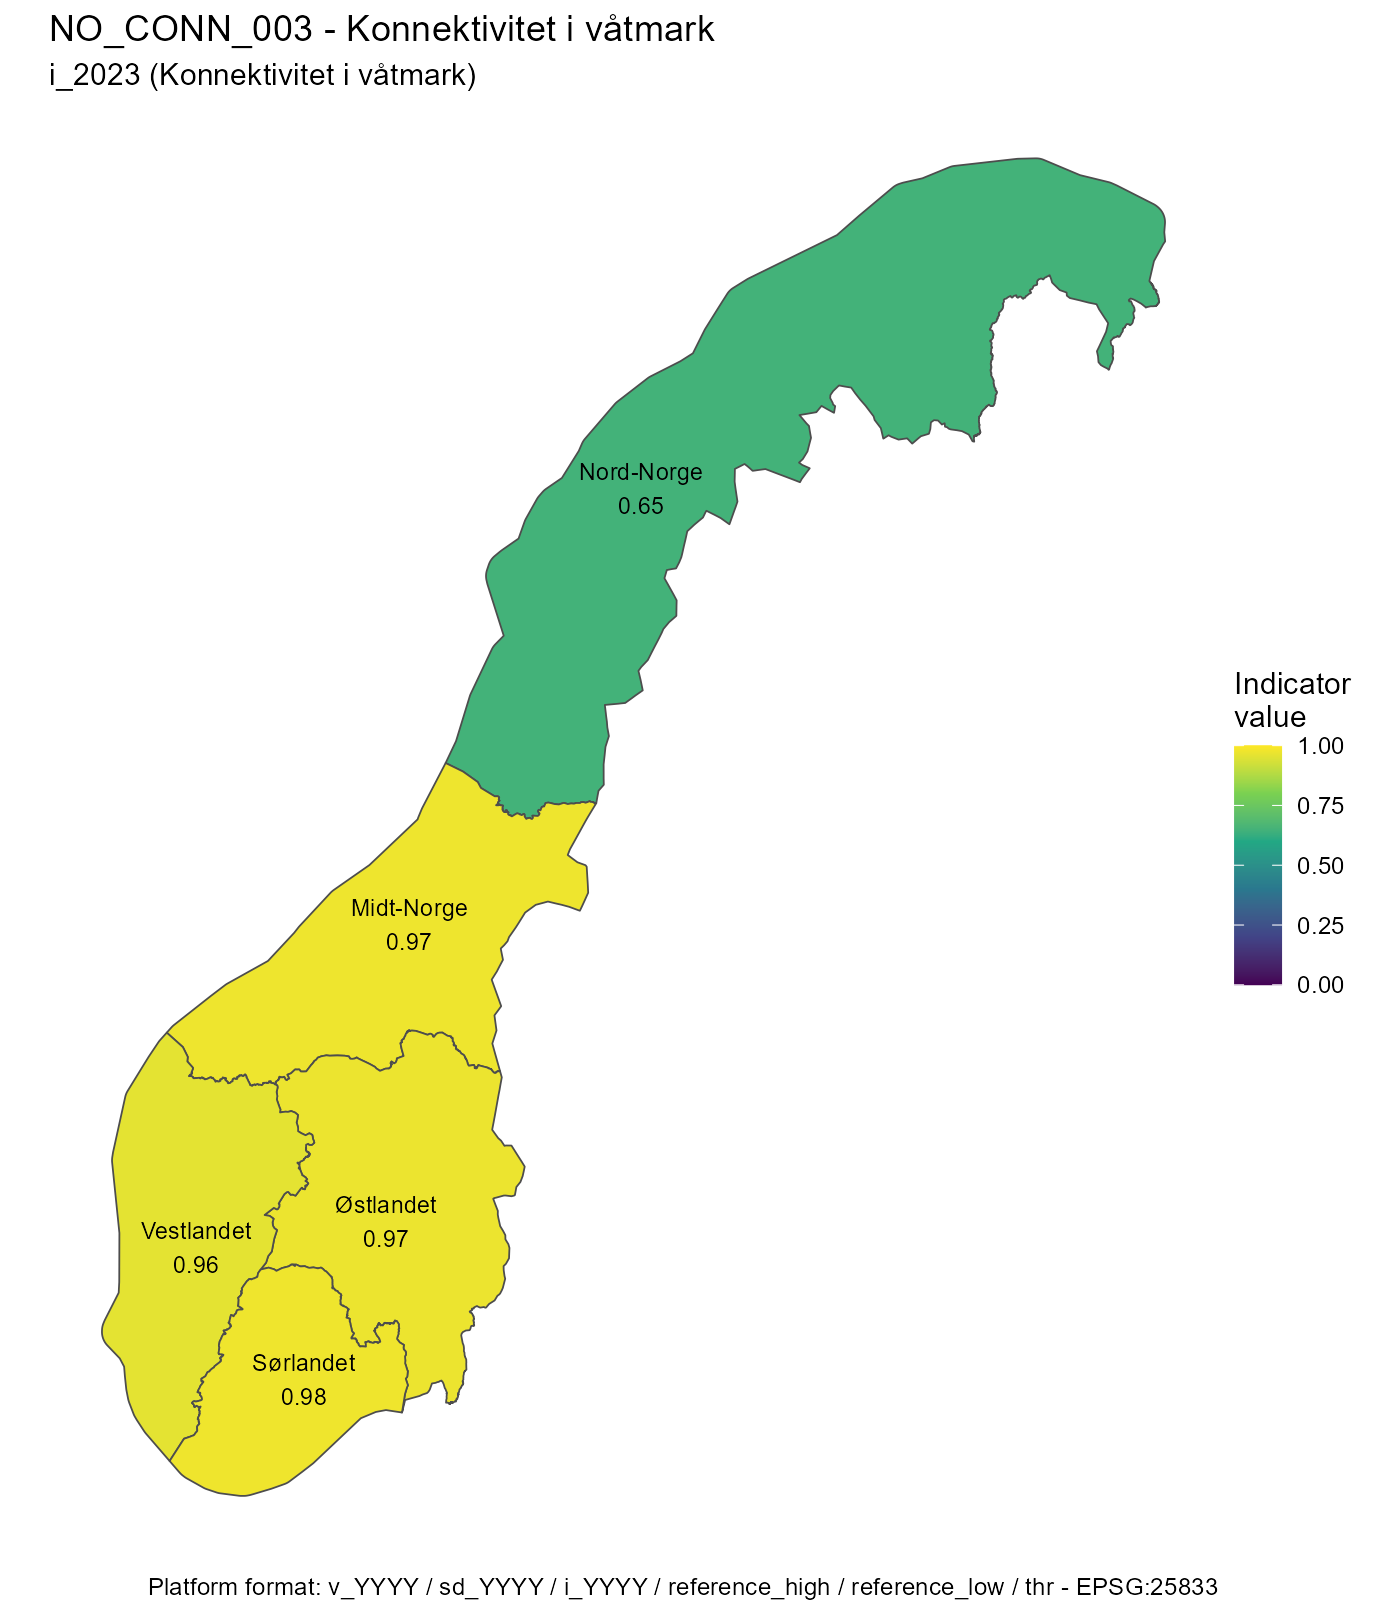 NO_CONN_003 - Konnektivitet i våtmark
i_2023 (Konnektivitet i våtmark)
Nord-Norge
0.65
Indicator
value
1.00
0.75
0.50
0.25
0.00
Midt-Norge
0.97
Østlandet
0.97
Vestlandet
0.96
Sørlandet
0.98
Platform format: v_YYYY / sd_YYYY / i_YYYY / reference_high / reference_low / thr - EPSG:25833